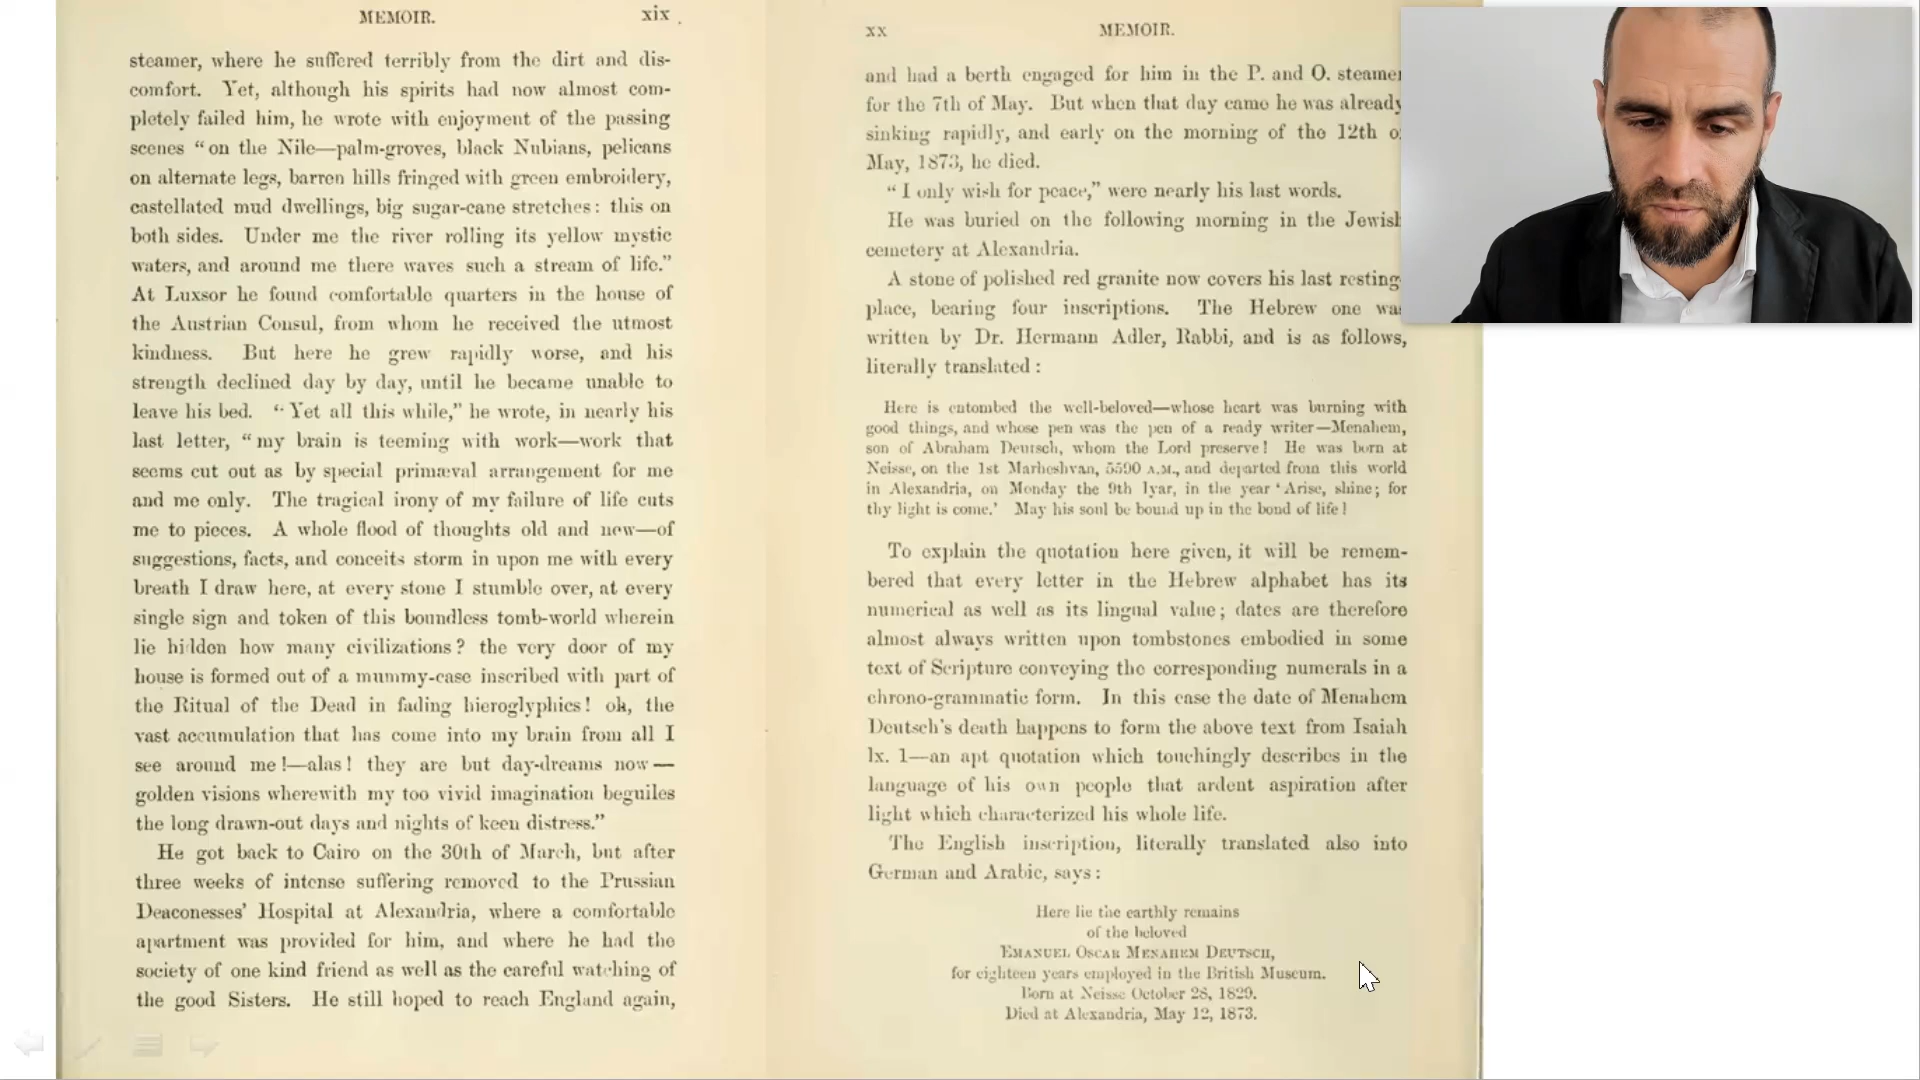 MEMOIR. xix
steamer, where he suffered terribly from the dirt and dis-
comfort. Yet, although his spirits had now almost com-
pletely failed him, he wrote with enjoyment of the passing
scenes “on the Nile—palm-groves, black Nubians, pelicans
on alternate legs, barren hills fringed with green embroidery,
castellated mud dwellings, big sugar-cane stretches: this on
both sides. Under me the river rolling its yellow mystic
waters, and around me there waves such a stream of life.”
At Luxsor he found comfortable quarters in the house of
the Austrian Consul, from whom he received the utmost
kindness. But here he grew rapidly worse, and his
strength declined day by day, until he became unable to
leave his bed. “Yet all this while,” he wrote, in nearly his
last letter, “my brain is teeming with work—work that
seems cut out as by special primæval arrangement for me
and me only. The tragical irony of my failure of life cuts
me to pieces. A whole flood of thoughts old and new—of
suggestions, facts, and conceits storm in upon me with every
breath I draw here, at every stone I stumble over, at every
single sign and token of this boundless tomb-world wherein
lie hidden how many civilizations? the very door of my
house is formed out of a mummy-case inscribed with part of
the Ritual of the Dead in fading hieroglyphics! oh, the
vast accumulation that has come into my brain from all I
see around me!—alas! they are but day-dreams now—
golden visions wherewith my too vivid imagination beguiles
the long drawn-out days and nights of keen distress.”
He got back to Cairo on the 30th of March, but after
three weeks of intense suffering removed to the Prussian
Deaconesses’ Hospital at Alexandria, where a comfortable
apartment was provided for him, and where he had the
society of one kind friend as well as the careful watching of
the good Sisters. He still hoped to reach England again,
xx MEMOIR.
and had a berth engaged for him in the P. and O. steamer
for the 7th of May. But when that day came he was already
sinking rapidly, and early on the morning of the 12th o
May, 1873, he died.
“I only wish for peace,” were nearly his last words.
He was buried on the following morning in the Jewish
cemetery at Alexandria.
A stone of polished red granite now covers his last resting
place, bearing four inscriptions. The Hebrew one was
written by Dr. Hermann Adler, Rabbi, and is as follows,
literally translated:
Here is entombed the well-beloved—whose heart was burning with
good things, and whose pen was the pen of a ready writer—Menahem,
son of Abraham Deutsch, whom the Lord preserve! He was born at
Neisse, on the 1st Marheshvan, 5590 A.M., and departed from this world
in Alexandria, on Monday the 9th Iyar, in the year ‘Arise, shine; for
thy light is come.’ May his soul be bound up in the bond of life!
To explain the quotation here given, it will be remem-
bered that every letter in the Hebrew alphabet has its
numerical as well as its lingual value; dates are therefore
almost always written upon tombstones embodied in some
text of Scripture conveying the corresponding numerals in a
chrono-grammatic form. In this case the date of Menahem
Deutsch’s death happens to form the above text from Isaiah
lx. 1—an apt quotation which touchingly describes in the
language of his own people that ardent aspiration after
light which characterized his whole life.
The English inscription, literally translated also into
German and Arabic, says:
Here lie the earthly remains
of the beloved
EMANUEL OSCAR MENAHEM DEUTSCH,
for eighteen years employed in the British Museum.
Born at Neisse October 28, 1829.
Died at Alexandria, May 12, 1873.